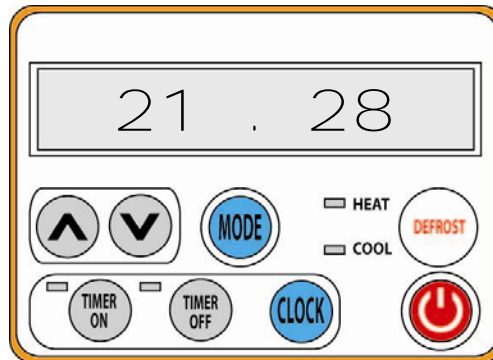 21 . 28
MODE
HEAT
COOL
DEFROST
TIMER
ON
TIMER
OFF
CLOCK